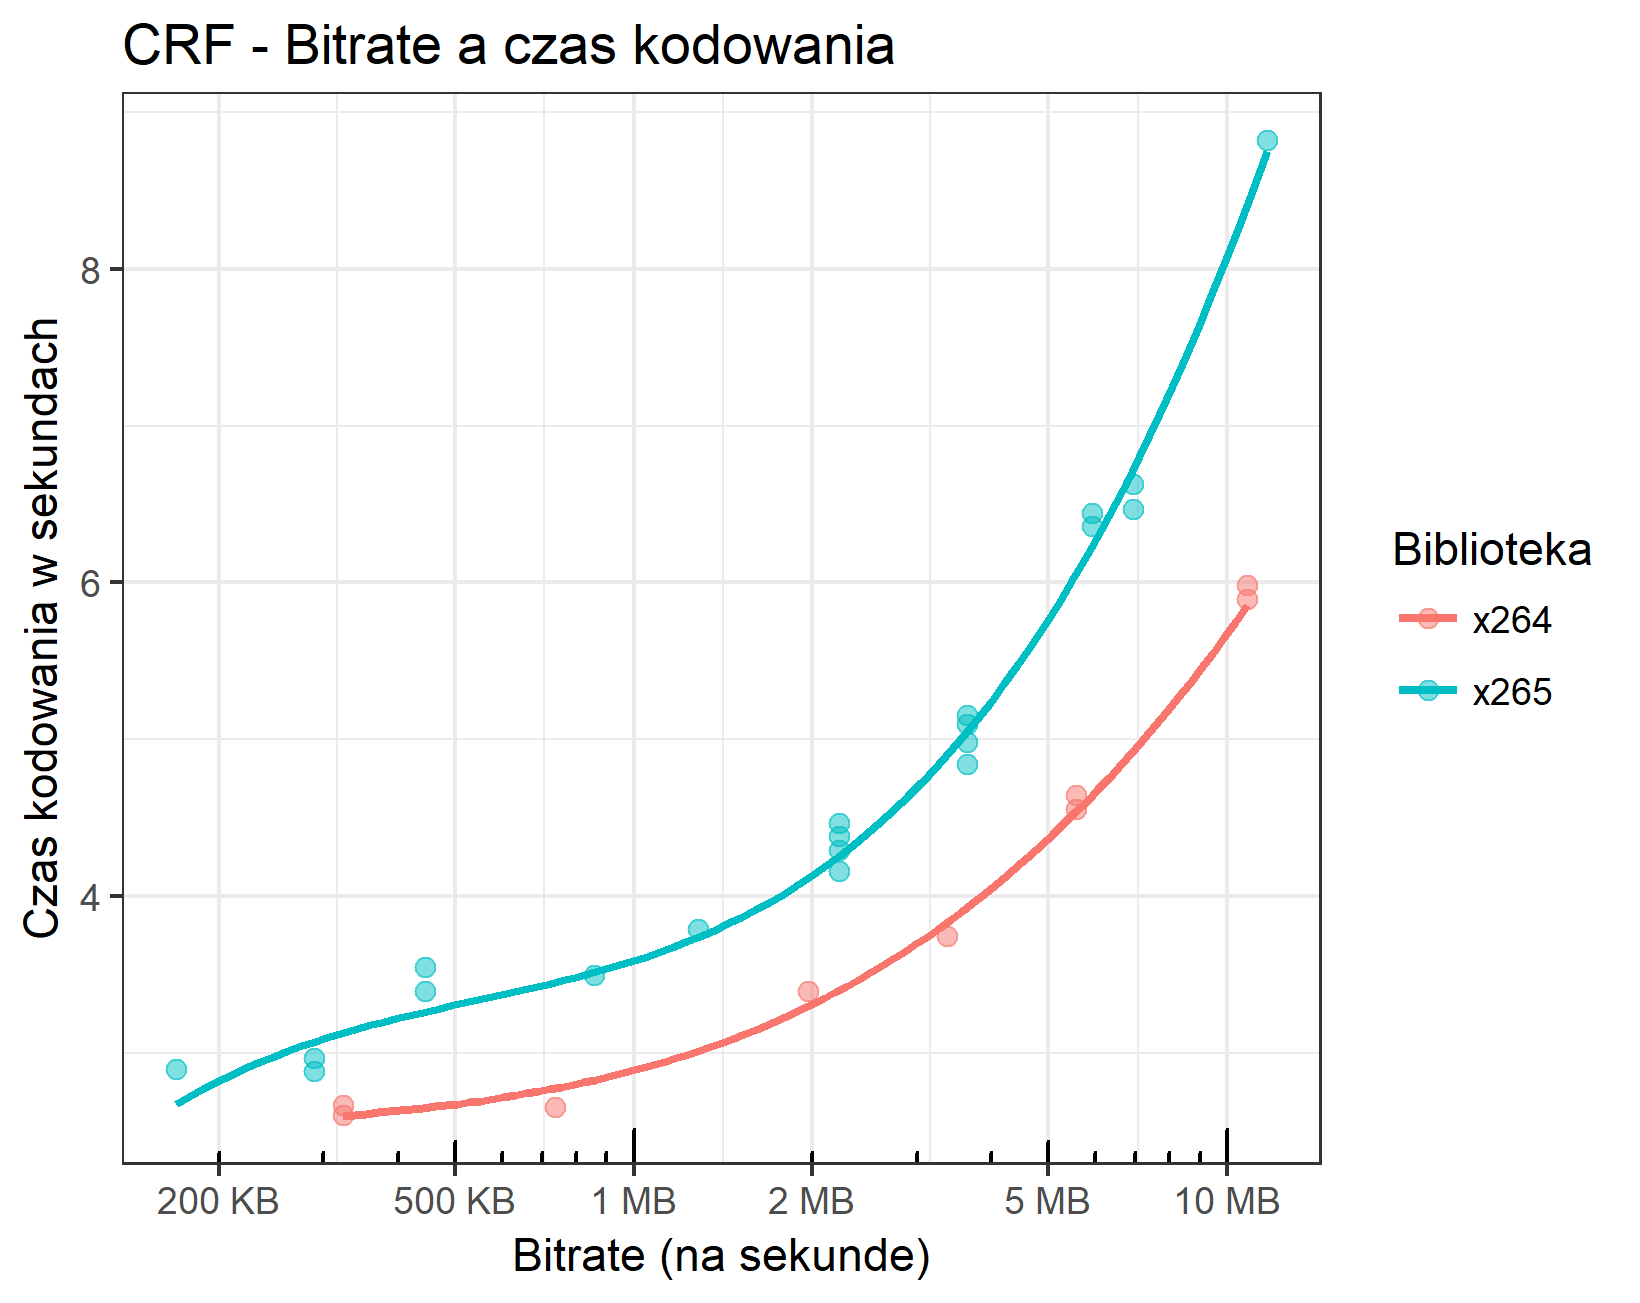 CRF - Bitrate a czas kodowania
Czas kodowania w sekundach
8
6
4
200 KB
500 KB
1 MB
2 MB
5 MB
10 MB
Bitrate (na sekunde)
Biblioteka
x264
x265